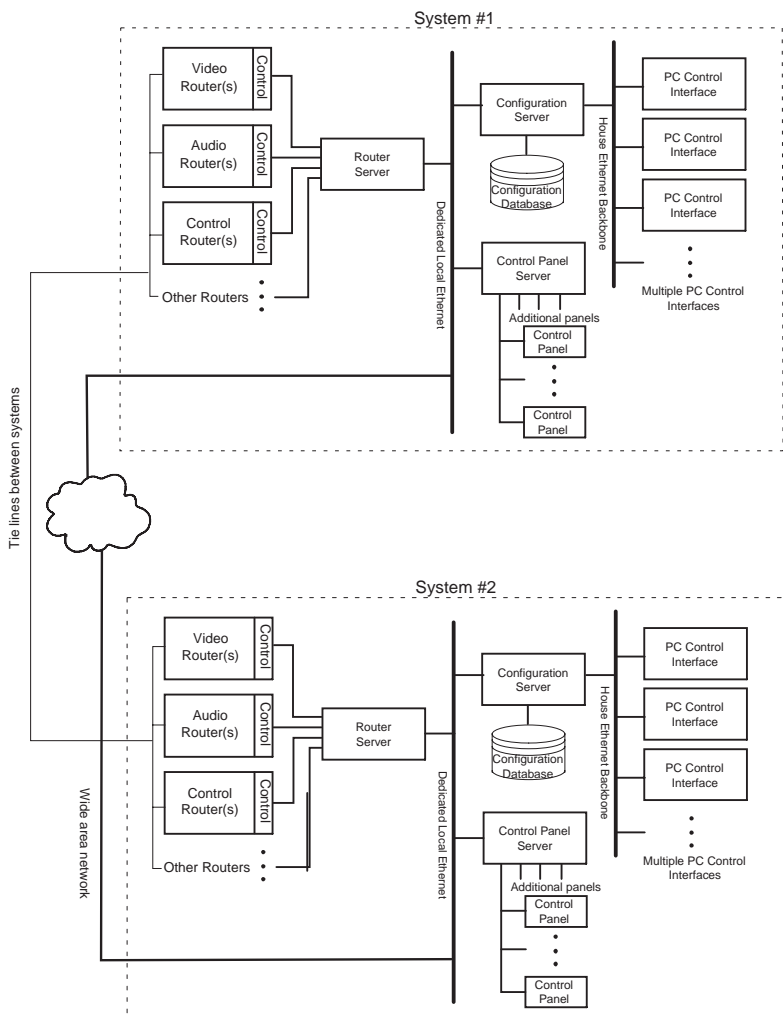 System #1
Video
Router(s)
Control
Audio
Router(s)
Control
Control
Router(s)
Control
Other Routers
Router
Server
Dedicated Local Ethernet
Configuration
Server
Configuration
Database
Control Panel
Server
Additional panels
Control
Panel
Control
Panel
House Ethernet Backbone
PC Control
Interface
PC Control
Interface
PC Control
Interface
Multiple PC Control
Interfaces
Tie lines between systems
Wide area network
System #2
Video
Router(s)
Control
Audio
Router(s)
Control
Control
Router(s)
Control
Other Routers
Router
Server
Dedicated Local Ethernet
Configuration
Server
Configuration
Database
Control Panel
Server
Additional panels
Control
Panel
Control
Panel
House Ethernet Backbone
PC Control
Interface
PC Control
Interface
PC Control
Interface
Multiple PC Control
Interfaces